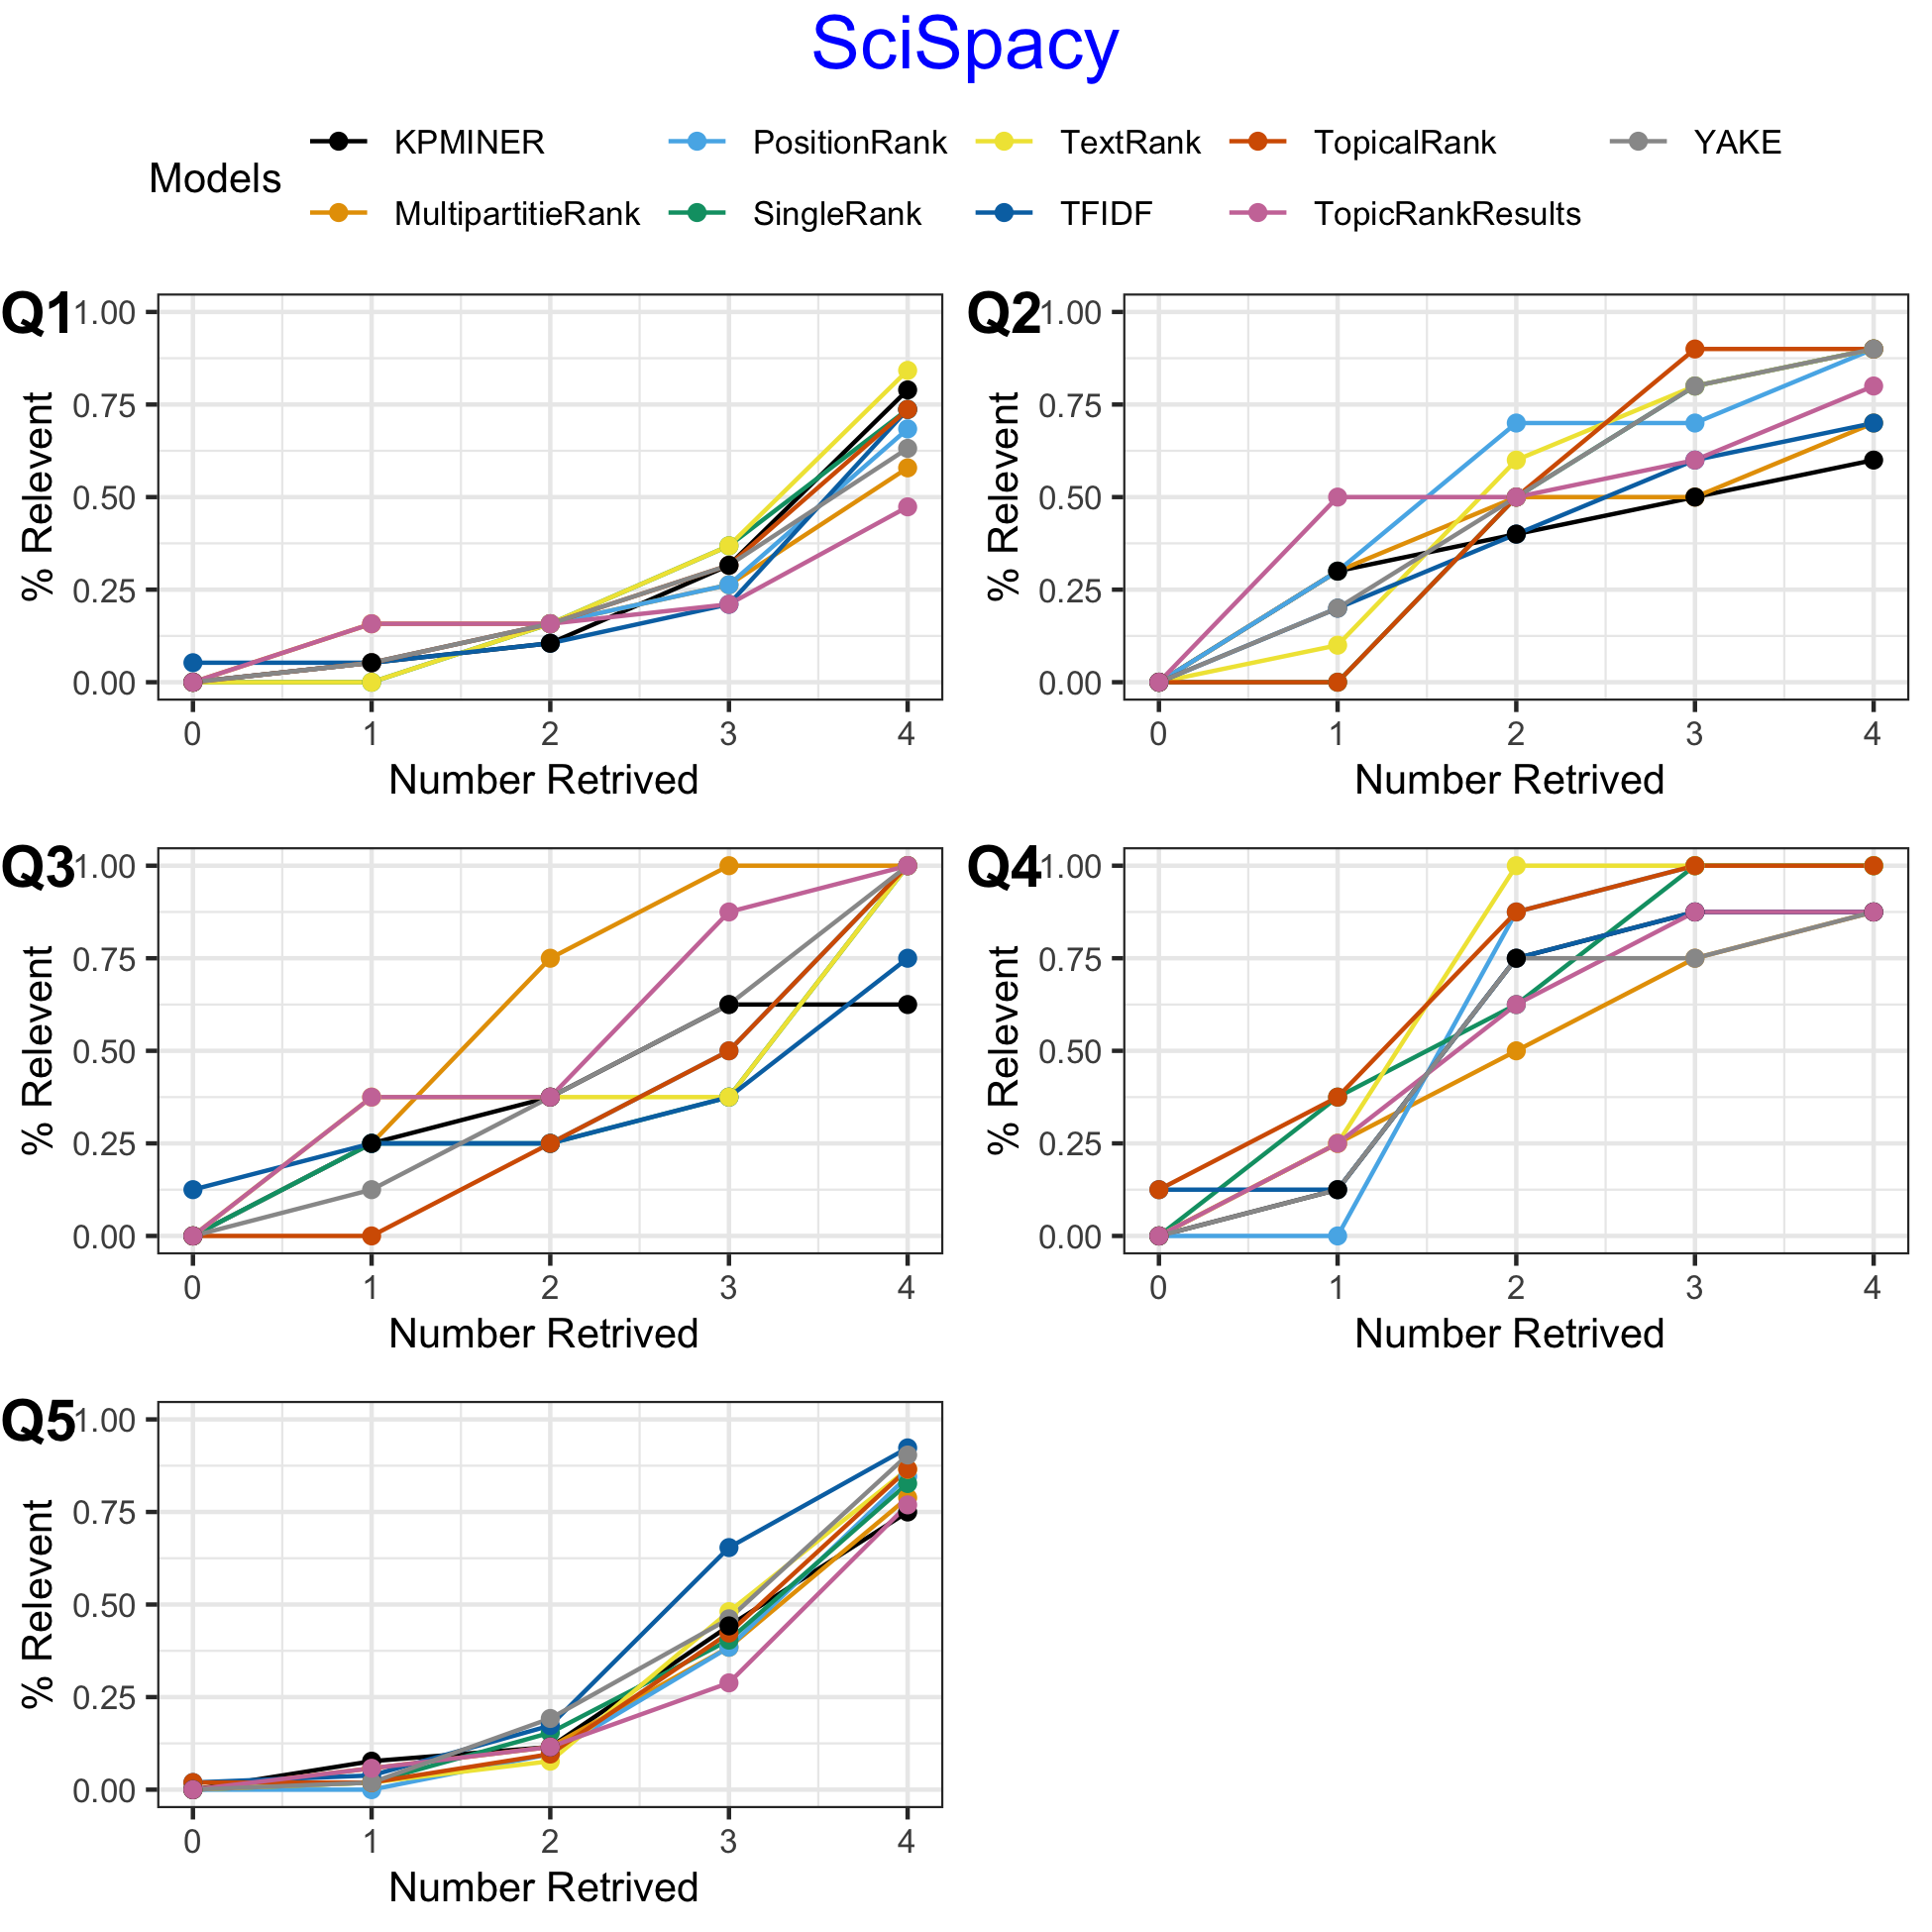 SciSpacy
Models
KPMINER PositionRank TextRank TopicalRank YAKE
MultipartitieRank SingleRank TFIDF TopicRankResults
Q1
% Relevent
1.00
0.75
0.50
0.25
0.00
0 1 2 3 4
Number Retrived
Q2
% Relevent
1.00
0.75
0.50
0.25
0.00
0 1 2 3 4
Number Retrived
Q3
% Relevent
1.00
0.75
0.50
0.25
0.00
0 1 2 3 4
Number Retrived
Q4
% Relevent
1.00
0.75
0.50
0.25
0.00
0 1 2 3 4
Number Retrived
Q5
% Relevent
1.00
0.75
0.50
0.25
0.00
0 1 2 3 4
Number Retrived